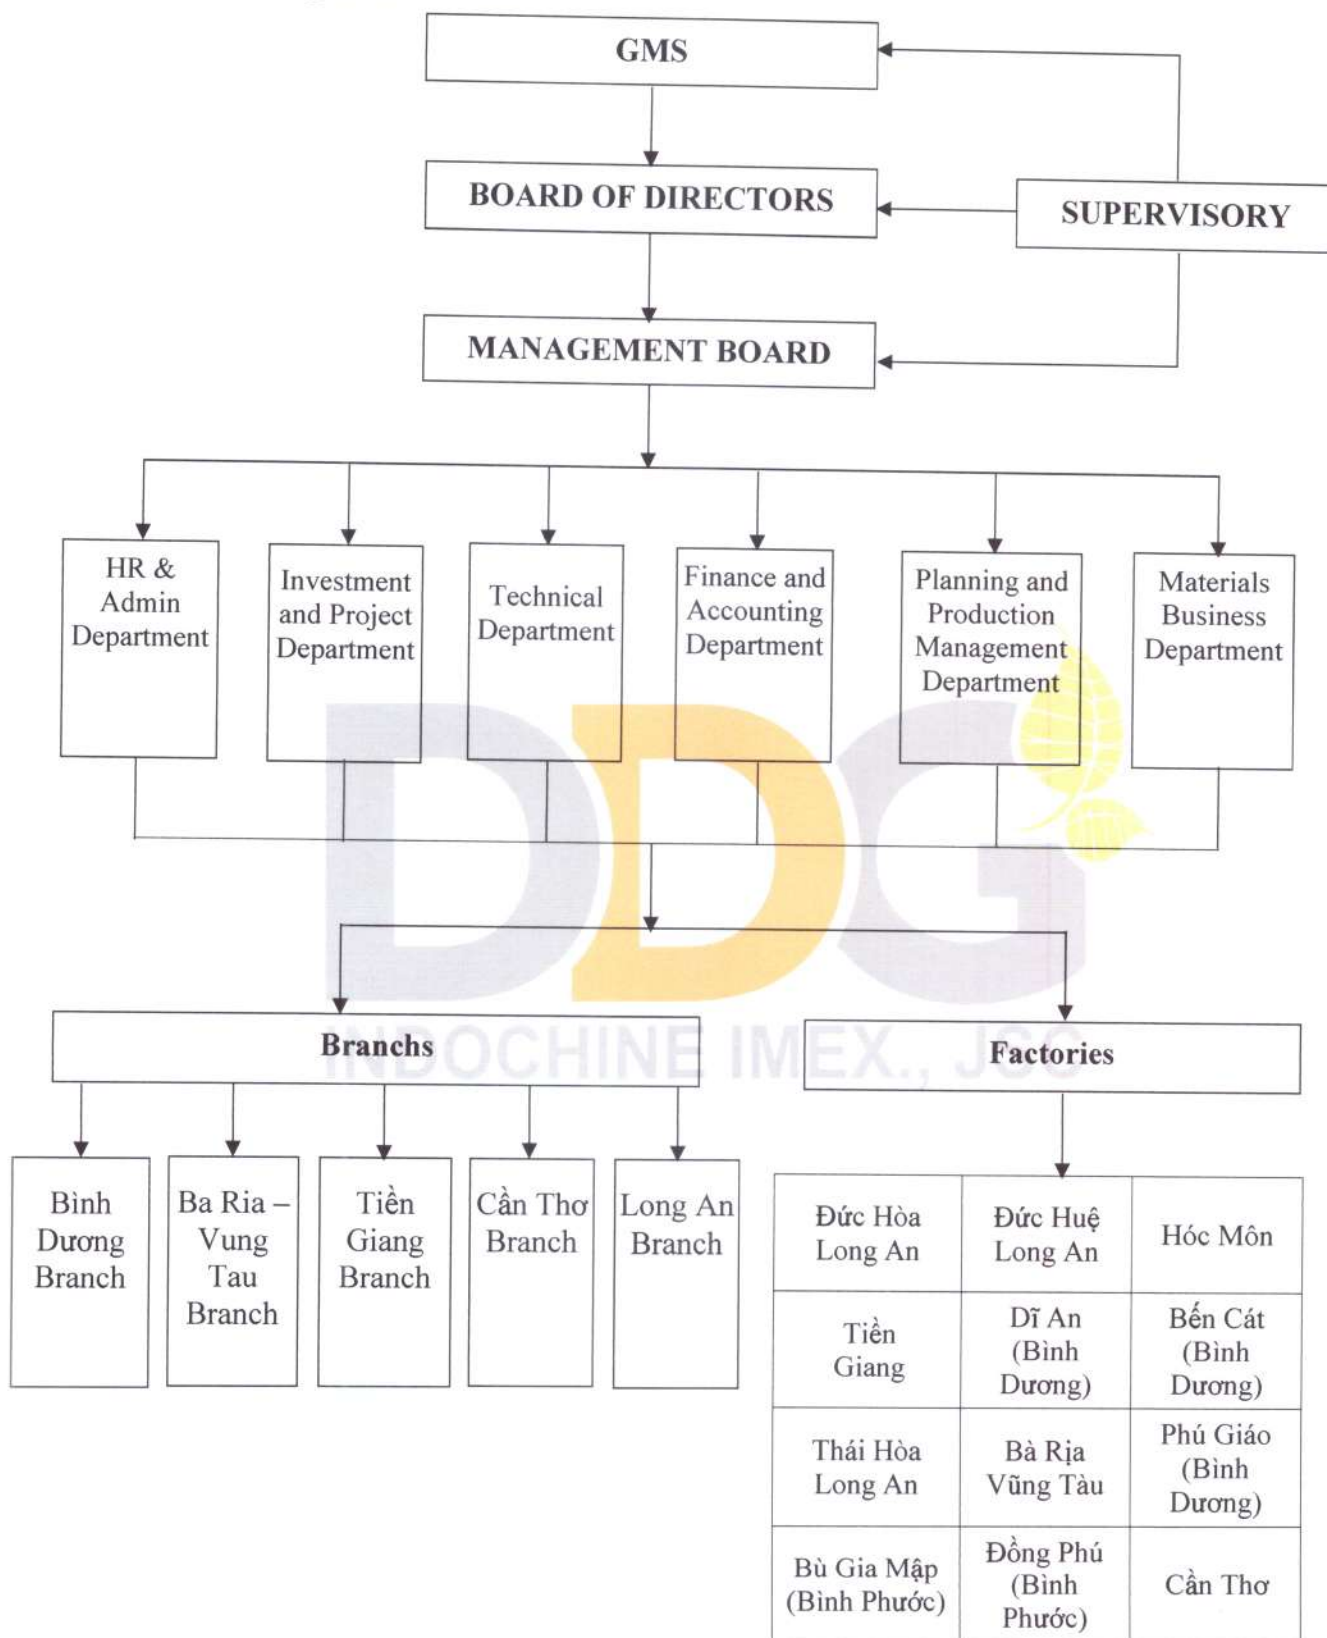 GMS
BOARD OF DIRECTORS
SUPERVISORY
MANAGEMENT BOARD
HR &
Admin
Department
Investment
and Project
Department
Technical
Department
Finance and
Accounting
Department
Planning and
Production
Management
Department
Materials
Business
Department
DDG
INDOCHINE IMEX., JSC
Branchs
Factories
Bình
Dương
Branch
Ba Ria –
Vung
Tau
Branch
Tiền
Giang
Branch
Cần Thơ
Branch
Long An
Branch
Đức Hòa
Long An
Đức Huệ
Long An
Hóc Môn
Tiền
Giang
Dĩ An
(Bình
Dương)
Bến Cát
(Bình
Dương)
Thái Hòa
Long An
Bà Rịa
Vũng Tàu
Phú Giáo
(Bình
Dương)
Bù Gia Mập
(Bình Phước)
Đồng Phú
(Bình
Phước)
Cần Thơ